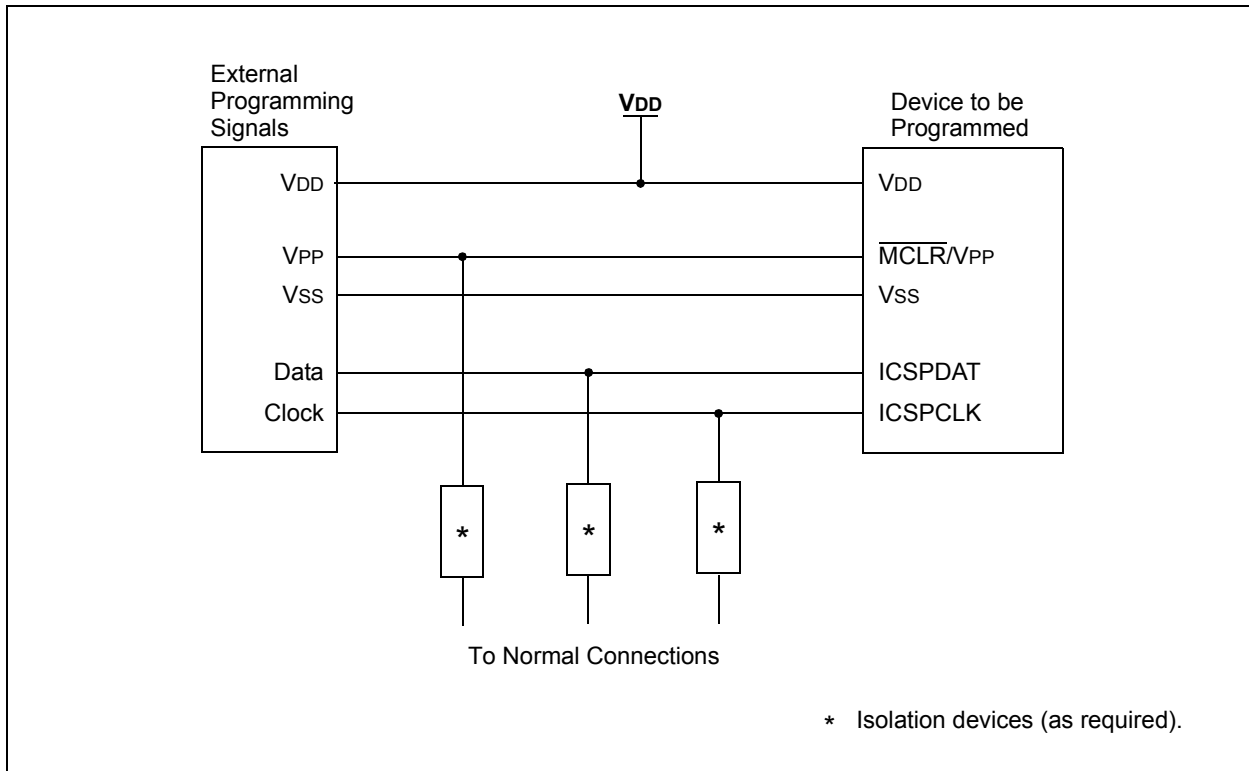 External
Programming
Signals
VDD
Device to be
Programmed
VDD
VDD
VPP
MCLR/VPP
VSS
VSS
Data
ICSPDAT
Clock
ICSPCLK
* * *
To Normal Connections
* Isolation devices (as required).